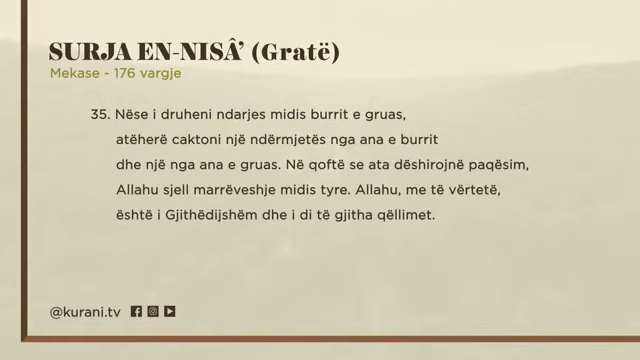 SURJA EN-NISÂ’ (Gratë)
Mekase - 176 vargje
35. Nëse i druheni ndarjes midis burrit e gruas,
atëherë caktoni një ndërmjetës nga ana e burrit
dhe një nga ana e gruas. Në qoftë se ata dëshirojnë paqësim,
Allahu sjell marrëveshje midis tyre. Allahu, me të vërtetë,
është i Gjithëdijshëm dhe i di të gjitha qëllimet.
@kurani.tv